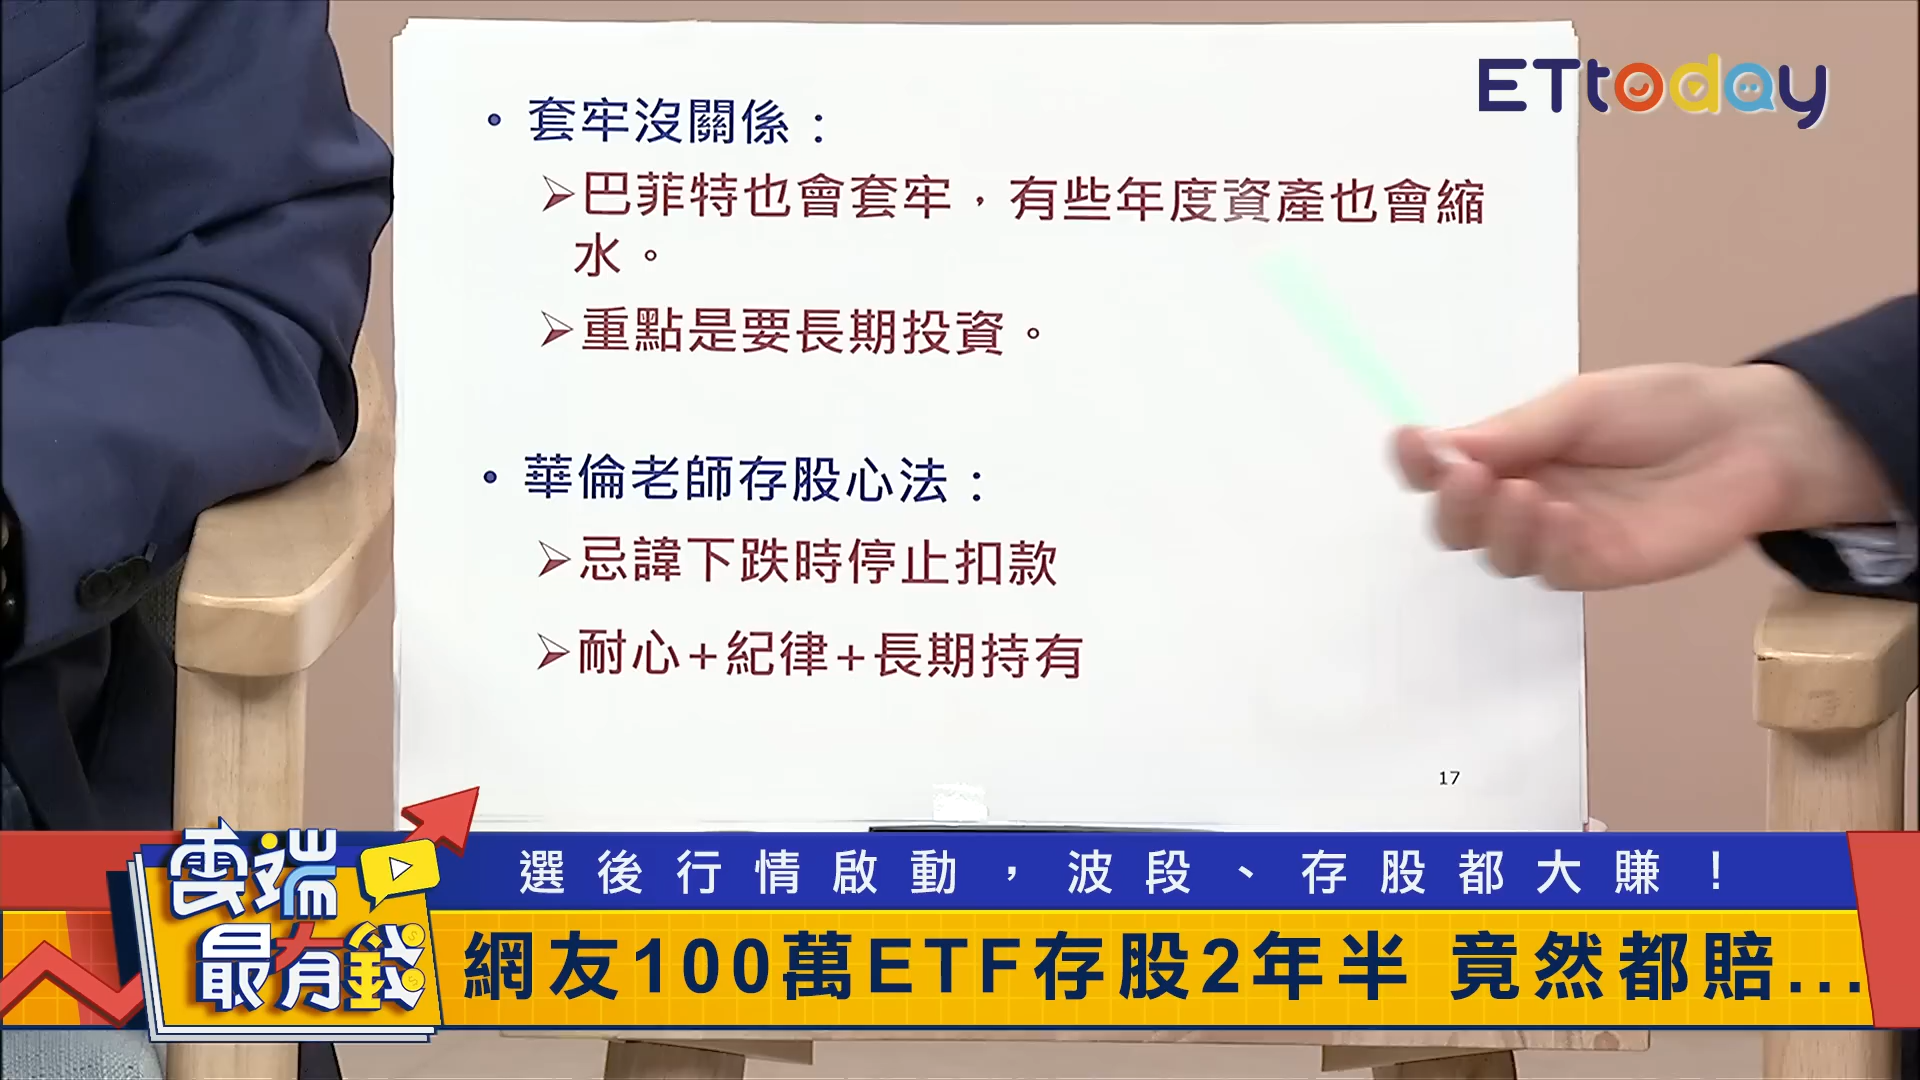 ETtoday
• 套牢沒關係：
➢巴菲特也會套牢，有些年度資產也會縮
水。
➢重點是要長期投資。
• 華倫老師存股心法：
➢忌諱下跌時停止扣款
➢耐心+紀律+長期持有
17
雲端
最有錢
選後行情啟動，波段、存股都大賺！
網友100萬ETF存股2年半 竟然都賠...